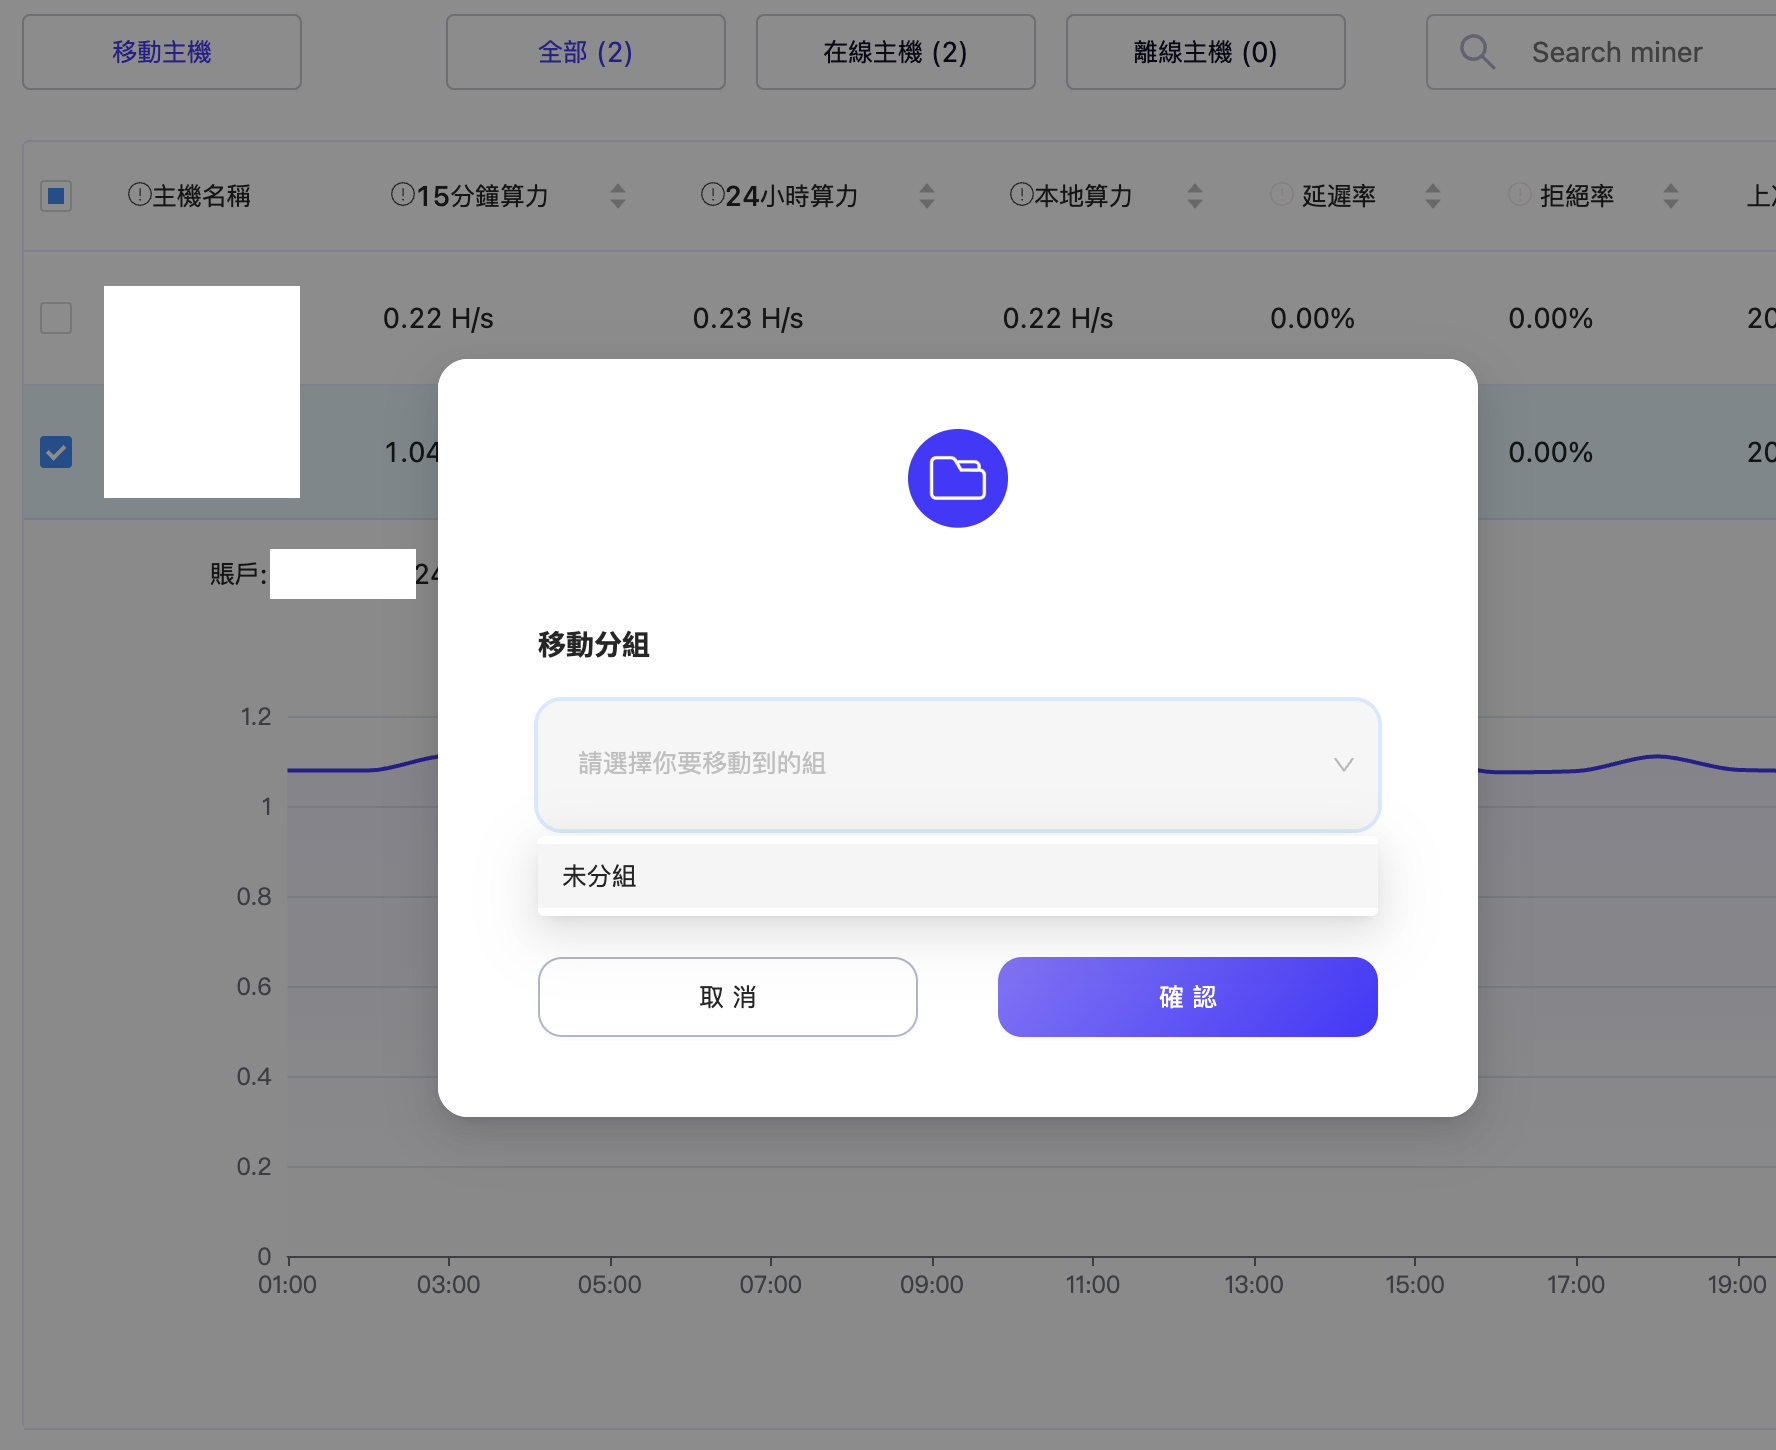 移動主機
全部 (2)
在線主機 (2)
離線主機 (0)
Search miner
主機名稱
15分鐘算力
24小時算力
本地算力
延遲率
拒絕率
上
0.22 H/s
0.23 H/s
0.22 H/s
0.00%
0.00%
20
1.04
0.00%
20
賬戶:
24
移動分組
請選擇你要移動到的組
未分組
取消
確認
1.2
1
0.8
0.6
0.4
0.2
0
01:00
03:00
05:00
07:00
09:00
11:00
13:00
15:00
17:00
19:00